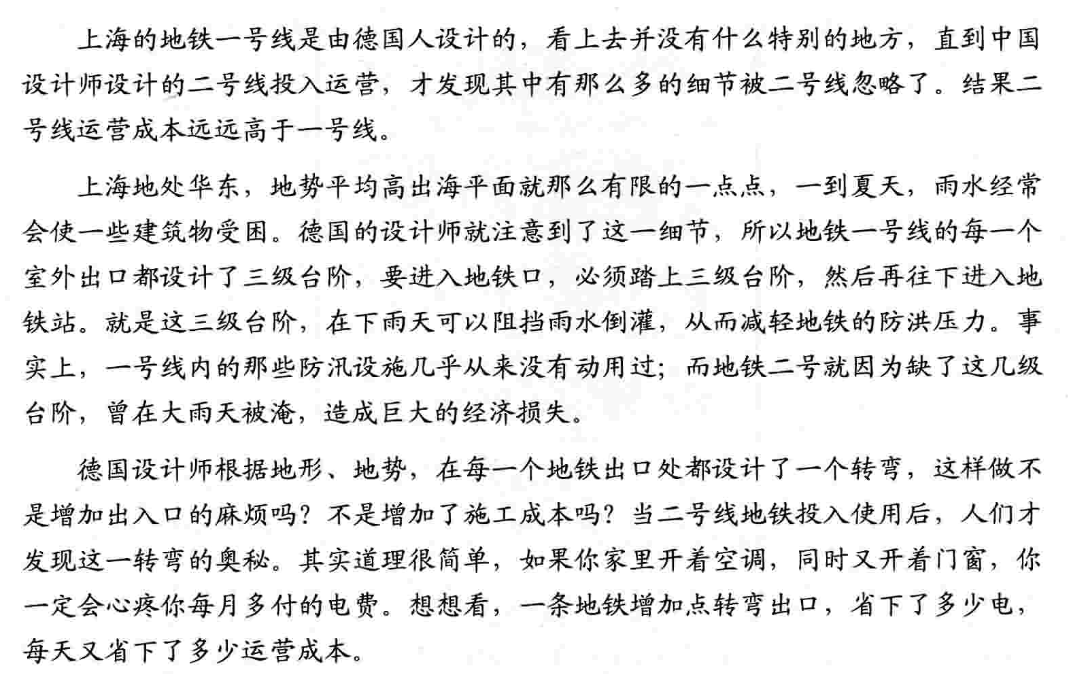 上海的地铁一号线是由德国人设计的，看上去并没有什么特别的地方，直到中国
设计师设计的二号线投入运营，才发现其中有那么多的细节被二号线忽略了。结果二
号线运营成本远远高于一号线。
上海地处华东，地势平均高出海平面就那么有限的一点点，一到夏天，雨水经常
会使一些建筑物受困。德国的设计师就注意到了这一细节，所以地铁一号线的每一个
室外出口都设计了三级台阶，要进入地铁口，必须踏上三级台阶，然后再往下进入地
铁站。就是这三级台阶，在下雨天可以阻挡雨水倒灌，从而减轻地铁的防洪压力。事
实上，一号线内的那些防汛设施几乎从来没有动用过；而地铁二号就因为缺了这几级
台阶，曾在大雨天被淹，造成巨大的经济损失。
德国设计师根据地形、地势，在每一个地铁出口处都设计了一个转弯，这样做不
是增加出入口的麻烦吗？不是增加了施工成本吗？当二号线地铁投入使用后，人们才
发现这一转弯的奥秘。其实道理很简单，如果你家里开着空调，同时又开着门窗，你
一定会心疼你每月多付的电费。想想看，一条地铁增加点转弯出口，省下了多少电，
每天又省下了多少运营成本。